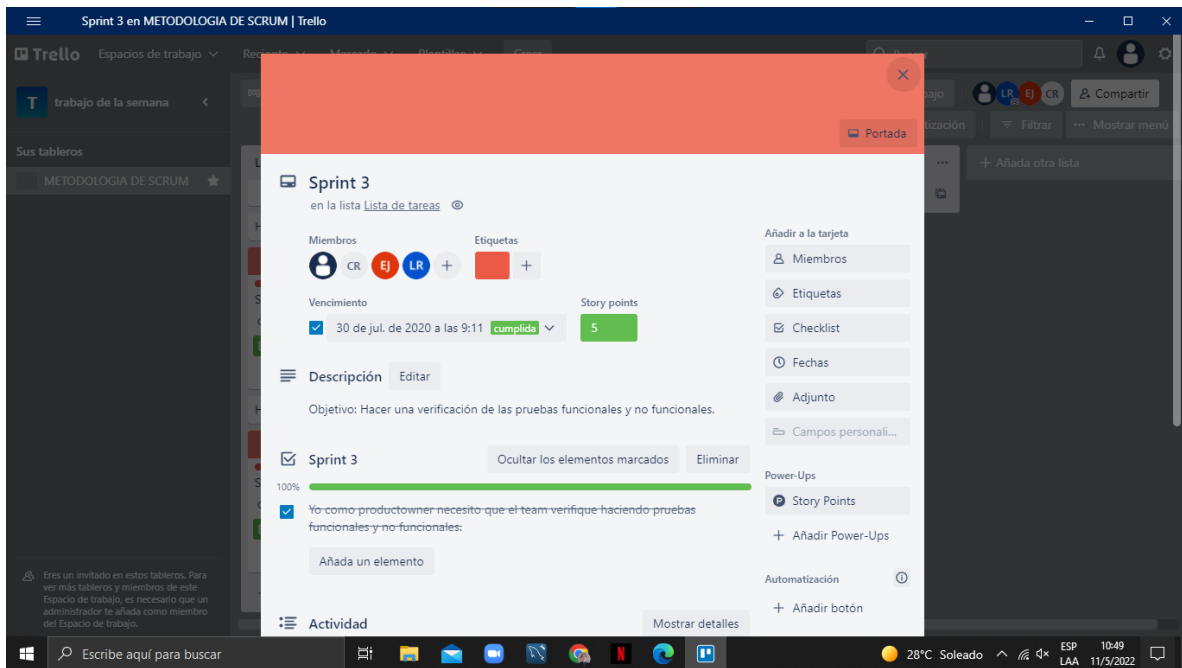 Sprint 3 en METODOLOGIA DE SCRUM | Trello
Trello Espacios de trabajo
trabajo de la semana
T
LR EJ CR Compartir
Portada
Filtrar Mostrar menú
Sus tableros
METODOLOGIA DE SCRUM
Añada otra lista
Sprint 3
en la lista Lista de tareas
Miembros Etiquetas
CR EJ LR
Vencimiento Story points
30 de jul. de 2020 a las 9:11 cumplida 5
Descripción Editar
Objetivo: Hacer una verificación de las pruebas funcionales y no funcionales.
Sprint 3 Ocultar los elementos marcados Eliminar
100%
Yo como productowner necesito que el team verifique haciendo pruebas
funcionales y no funcionales.
Añada un elemento
Actividad Mostrar detalles
Añadir a la tarjeta
Miembros
Etiquetas
Checklist
Fechas
Adjunto
Campos personali...
Power-Ups
Story Points
Añadir Power-Ups
Automatización
Añadir botón
Eres un invitado en estos tableros. Para
ver más tableros y miembros de este
Espacio de trabajo, es necesario que un
administrador te añada como miembro
del Espacio de trabajo.
Escribe aquí para buscar
28°C Soleado
ESP
LAA
10:49
11/5/2022